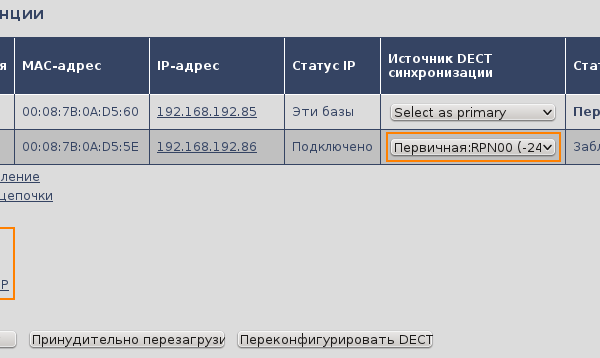 нции
я MAC-адрес IP-адрес Статус IP Источник DECT синхронизации Ста
00:08:7B:0A:D5:60 192.168.192.85 Эти базы Select as primary Пер
00:08:7B:0A:D5:5E 192.168.192.86 Подключено Первичная:RPN00 (-24 Забл
ление
цепочки
Р
Принудительно перезагрузи Переконфигурировать DECT